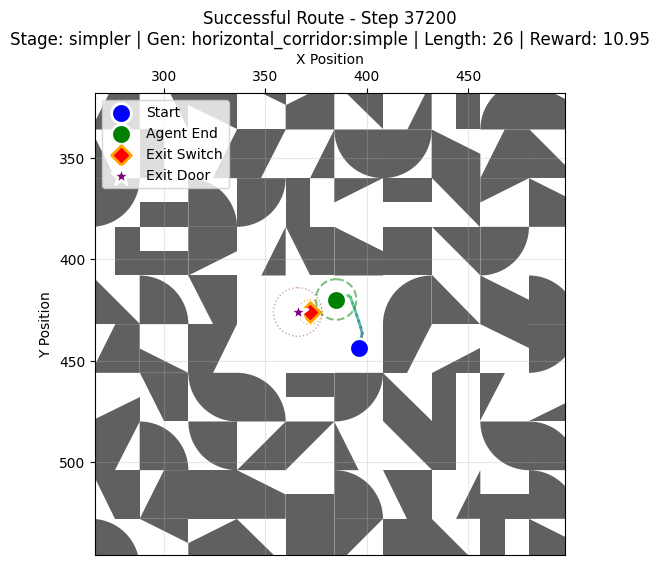 Successful Route - Step 37200
Stage: simpler | Gen: horizontal_corridor:simple | Length: 26 | Reward: 10.95
X Position
300 350 400 450
Start
Agent End
Exit Switch
Exit Door
350
400
450
500
Y Position